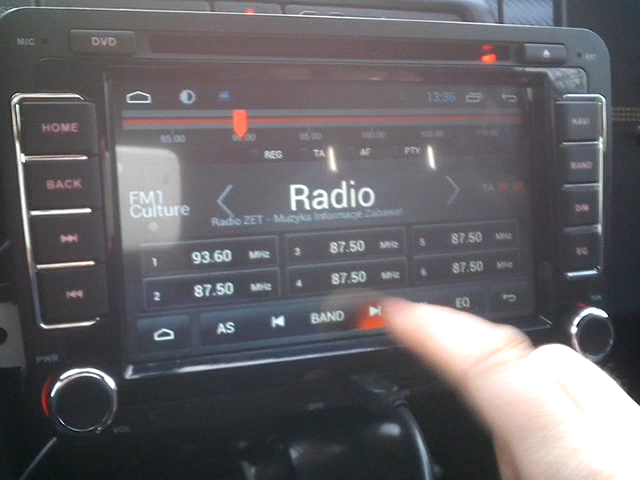 MIC
DVD
HOME
BACK
PWR
VOL
13:36
85.00 90.00 95.00 100.00 105.00 110.00
REG TA AF PTY
FM1
Culture
Radio
Radio ZET - Muzyka Informacje Zabawa!
1 93.60 MHz
3 87.50 MHz
5 87.50 MHz
2 87.50 MHz
4 87.50 MHz
6 87.50 MHz
AS BAND EQ
NAVI
BAND
EQ